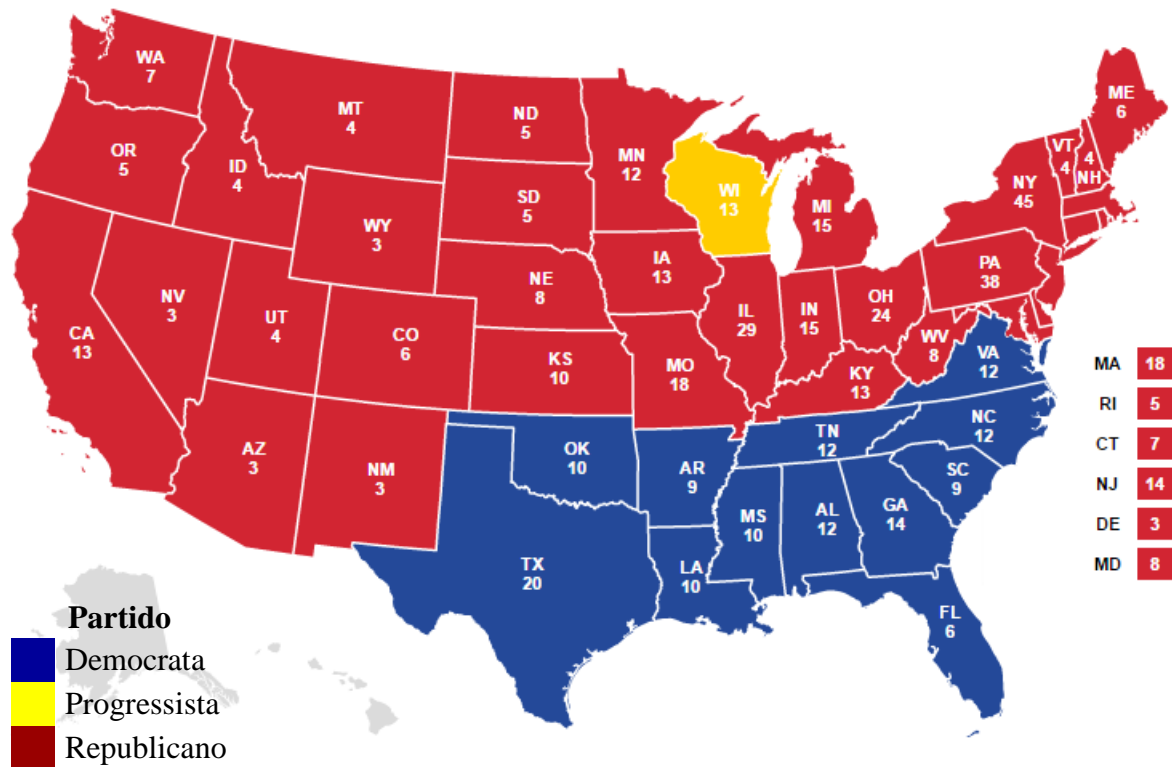 WA
7
MT
4
ND
5
MN
12
ME
6
OR
5
ID
4
SD
5
WI
13
MI
15
NY
45
VT
4
4
NH
WY
3
IA
13
NE
8
PA
38
NV
3
UT
4
CO
6
IL
29
IN
15
OH
24
WV
8
CA
13
KS
10
MO
18
KY
13
VA
12
NC
12
AZ
3
NM
3
OK
10
AR
9
TN
12
SC
9
TX
20
LA
10
MS
10
AL
12
GA
14
FL
6
MA 18
RI 5
CT 7
NJ 14
DE 3
MD 8
Partido
Democrata
Progressista
Republicano